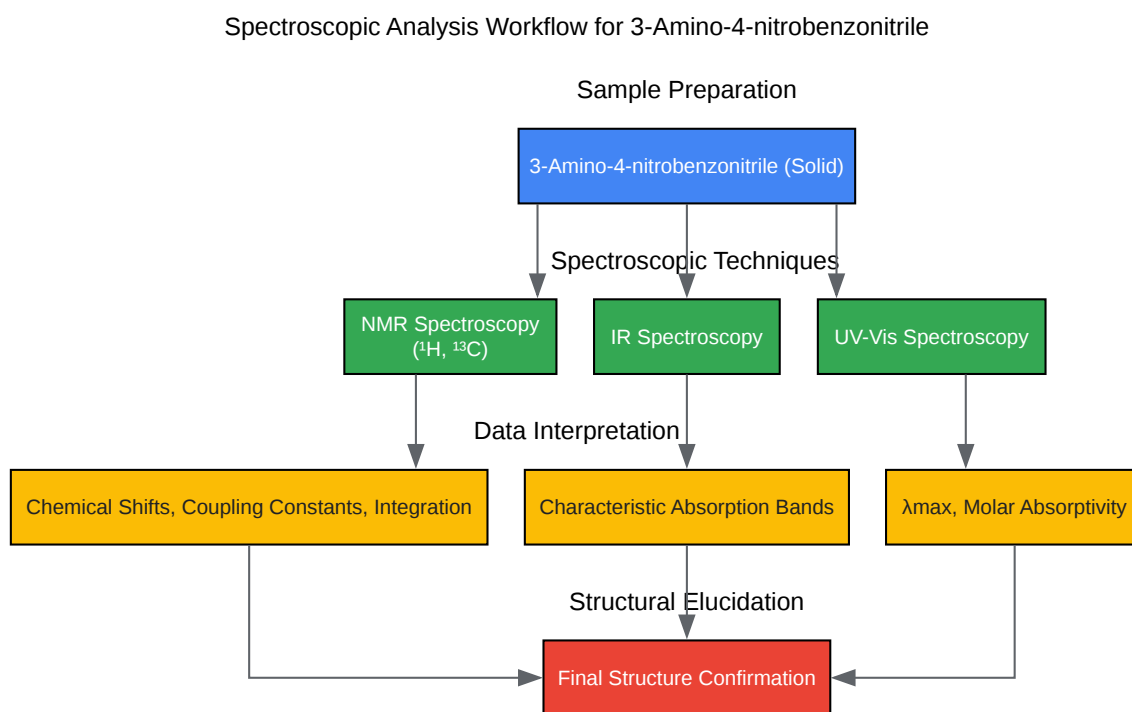 Spectroscopic Analysis Workflow for 3-Amino-4-nitrobenzonitrile
Sample Preparation
3-Amino-4-nitrobenzonitrile (Solid)
Spectroscopic Techniques
NMR Spectroscopy
(¹H, ¹³C)
IR Spectroscopy
UV-Vis Spectroscopy
Data Interpretation
Chemical Shifts, Coupling Constants, Integration
Characteristic Absorption Bands
λmax, Molar Absorptivity
Structural Elucidation
Final Structure Confirmation